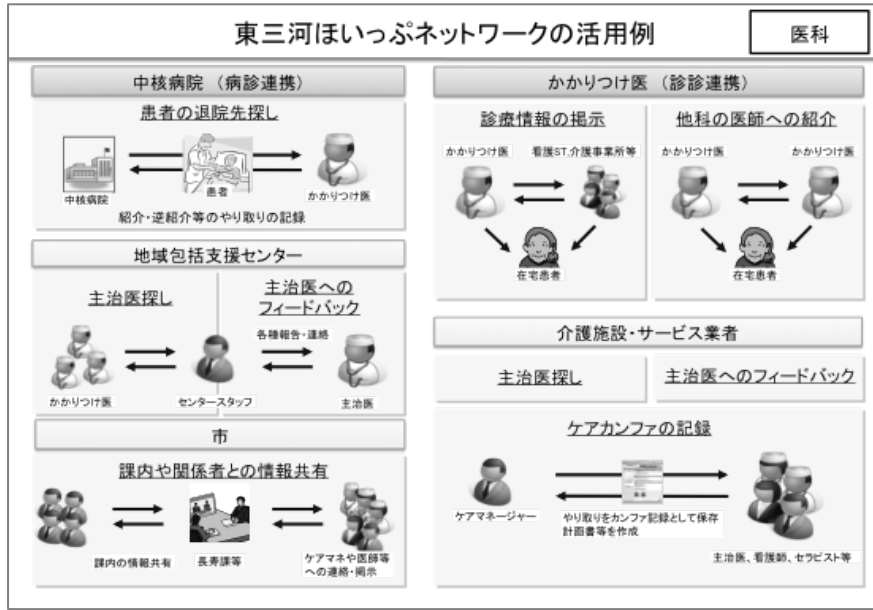 東三河ほいっぷネットワークの活用例
医科
中核病院（病診連携）
患者の退院先探し
中核病院
患者
かかりつけ医
紹介・逆紹介等のやり取りの記録
地域包括支援センター
主治医探し
かかりつけ医
センタースタッフ
主治医への
フィードバック
各種報告・連絡
主治医
市
課内や関係者との情報共有
課内の情報共有
長寿課等
ケアマネや医師等
への連絡・掲示
かかりつけ医（診診連携）
診療情報の掲示
かかりつけ医
看護ST,介護事業所等
在宅患者
他科の医師への紹介
かかりつけ医
かかりつけ医
在宅患者
介護施設・サービス業者
主治医探し
主治医へのフィードバック
ケアカンファの記録
ケアマネージャー
やり取りをカンファ記録として保存
計画書等を作成
主治医、看護師、セラピスト等